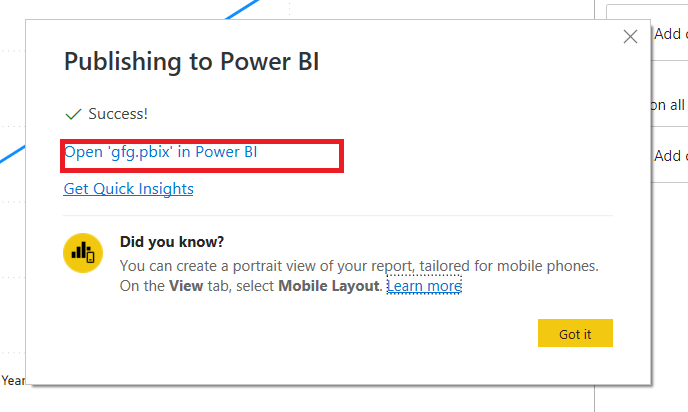 Publishing to Power BI
Add d
Success!
on all
Open 'gfg.pbix' in Power BI
Add d
Get Quick Insights
Did you know?
You can create a portrait view of your report, tailored for mobile phones.
On the View tab, select Mobile Layout. Learn more
Got it
Year